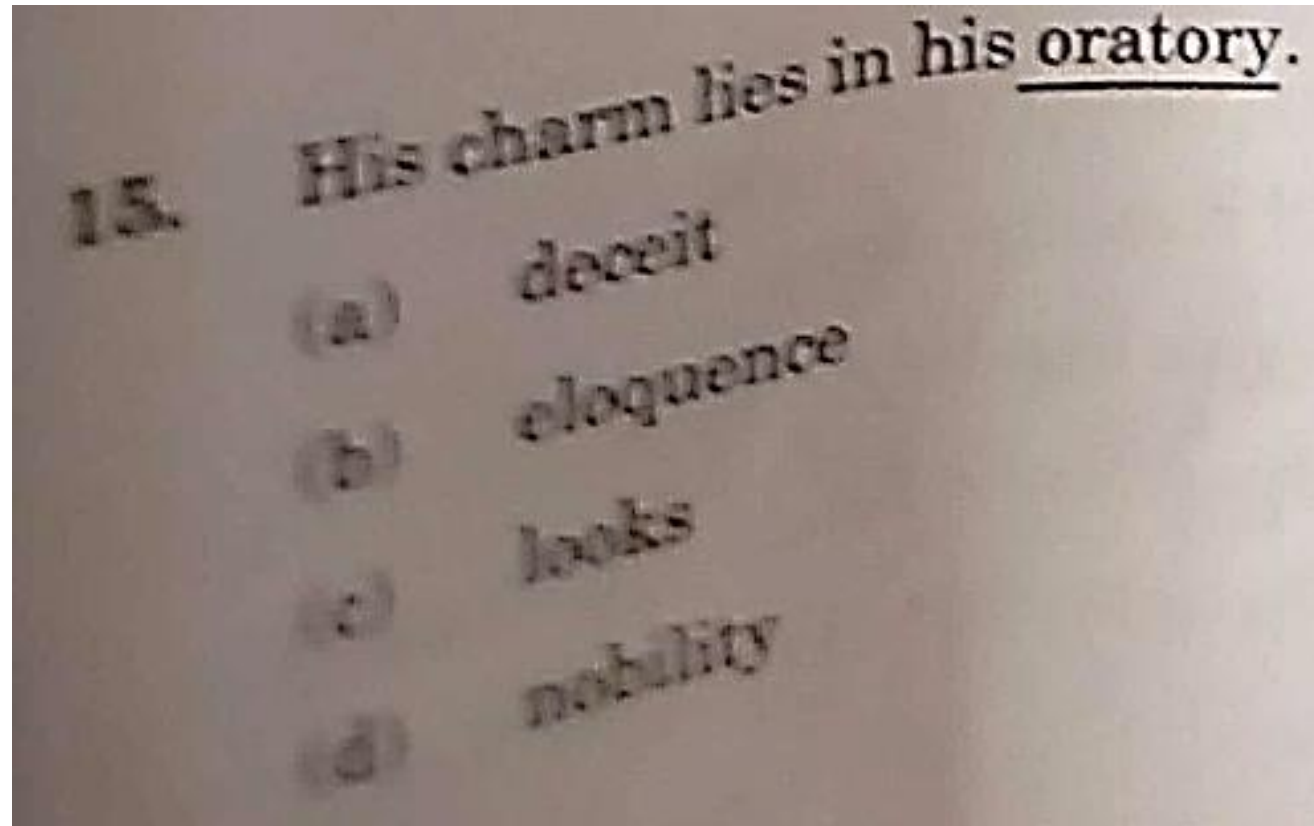 15. His charm lies in his oratory.
(a) deceit
(b) eloquence
(c) looks
(d) nobility